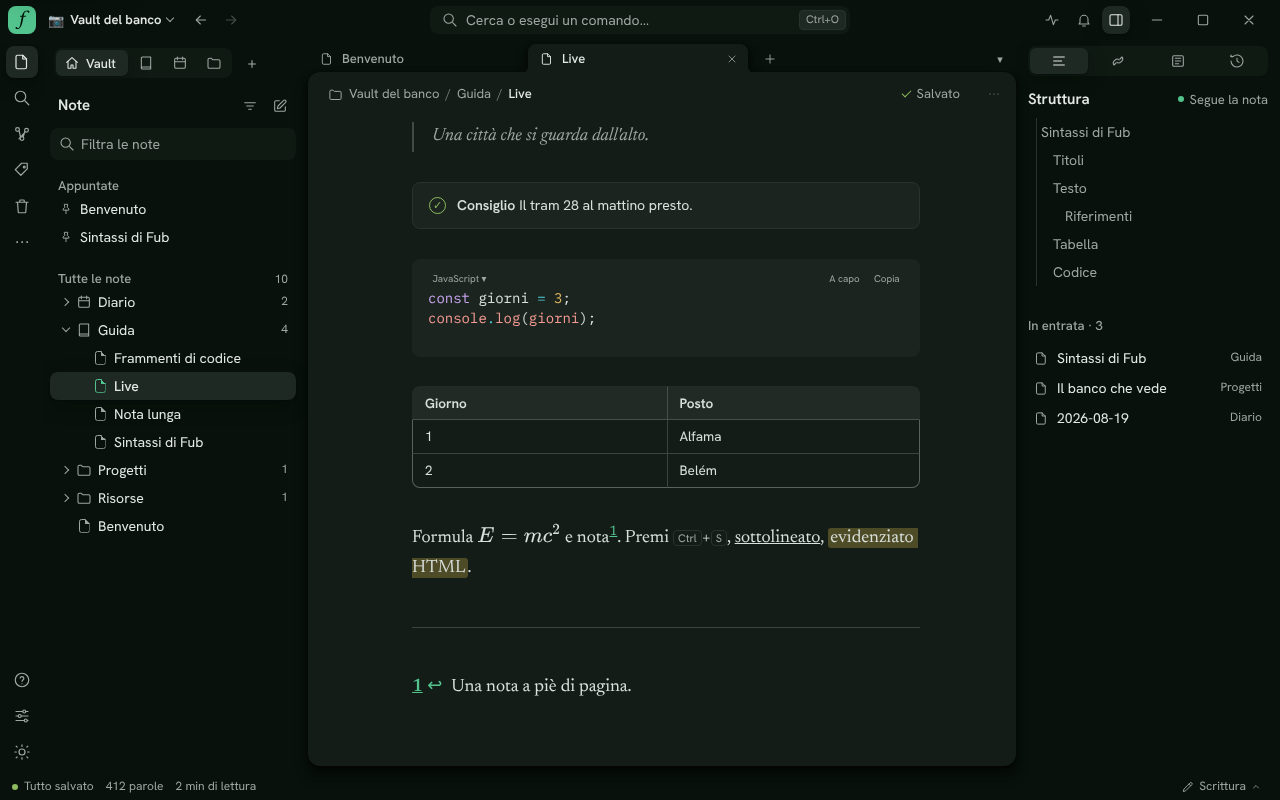 f
Vault del banco
Cerca o esegui un comando…
Ctrl+O
Vault
Note
Filtra le note
Appuntate
Benvenuto
Sintassi di Fub
Tutte le note 10
Diario 2
Guida 4
Frammenti di codice
Live
Nota lunga
Sintassi di Fub
Progetti 1
Risorse 1
Benvenuto
Benvenuto
Live
Vault del banco / Guida / Live
Salvato
Una città che si guarda dall'alto.
Consiglio Il tram 28 al mattino presto.
JavaScript
A capo Copia
const giorni = 3;
console.log(giorni);
Giorno Posto
1 Alfama
2 Belém
Formula E = mc² e nota1. Premi Ctrl+S, sottolineato, evidenziato
HTML.
1 ↩ Una nota a piè di pagina.
Struttura
Segue la nota
Sintassi di Fub
Titoli
Testo
Riferimenti
Tabella
Codice
In entrata · 3
Sintassi di Fub Guida
Il banco che vede Progetti
2026-08-19 Diario
Tutto salvato 412 parole 2 min di lettura
Scrittura